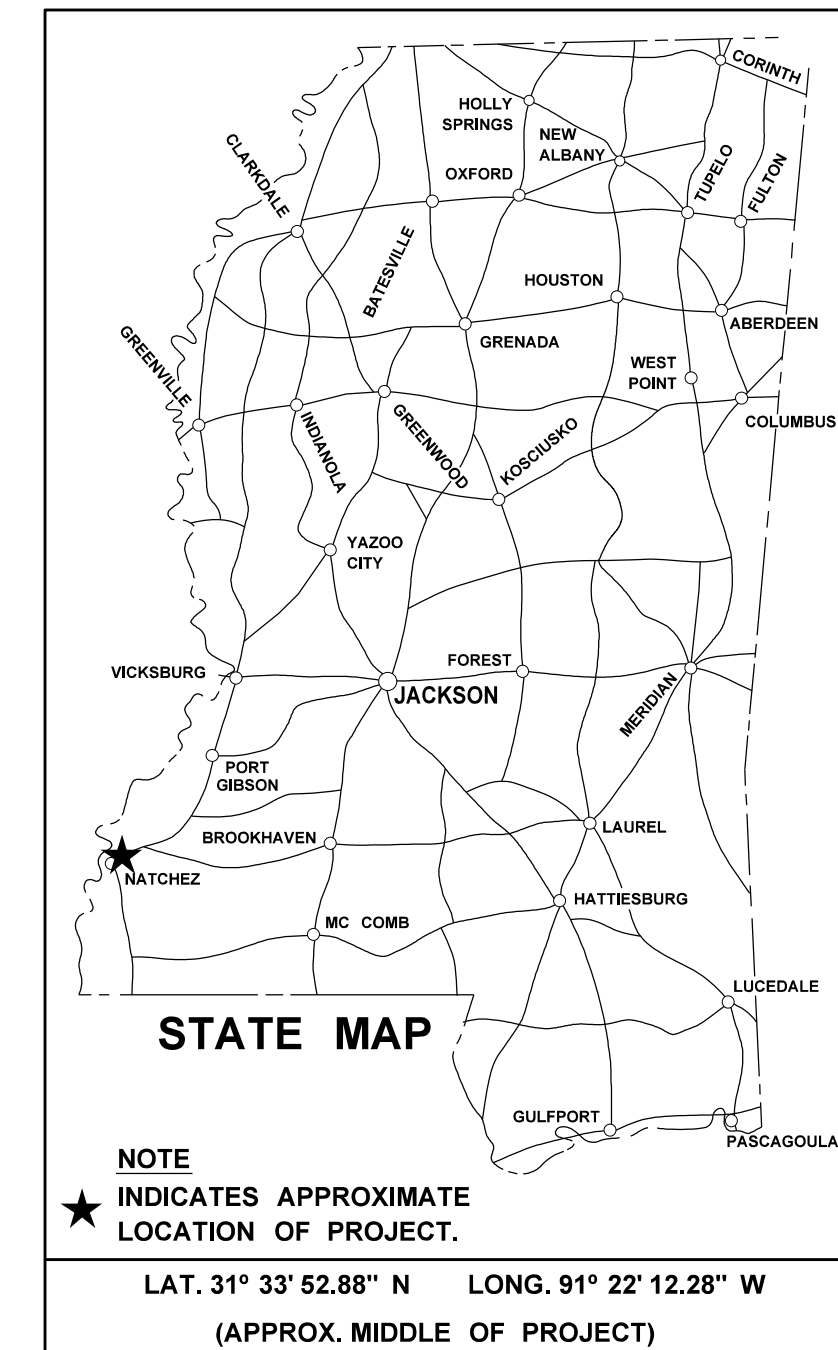 CORINTH
HOLLY
SPRINGS
NEW
ALBANY
CLARKDALE
OXFORD
TUPELO
FULTON
BATESVILLE
HOUSTON
ABERDEEN
GREENVILLE
GRENADA
WEST
POINT
COLUMBUS
INDIANOLA
GREENWOOD
KOSCIUSKO
YAZOO
CITY
VICKSBURG
FOREST
JACKSON
MERIDIAN
PORT
GIBSON
BROOKHAVEN
LAUREL
NATCHEZ
HATTIESBURG
MC COMB
LUCEDALE
STATE MAP
GULFPORT
PASCAGOULA
NOTE
INDICATES APPROXIMATE
LOCATION OF PROJECT.
LAT. 31º 33' 52.88" N LONG. 91º 22' 12.28" W
(APPROX. MIDDLE OF PROJECT)